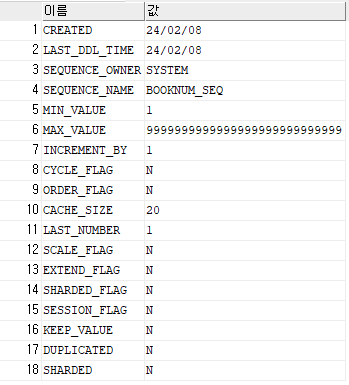 이름 값
1 CREATED 24/02/08
2 LAST_DDL_TIME 24/02/08
3 SEQUENCE_OWNER SYSTEM
4 SEQUENCE_NAME BOOKNUM_SEQ
5 MIN_VALUE 1
6 MAX_VALUE 9999999999999999999999999999
7 INCREMENT_BY 1
8 CYCLE_FLAG N
9 ORDER_FLAG N
10 CACHE_SIZE 20
11 LAST_NUMBER 1
12 SCALE_FLAG N
13 EXTEND_FLAG N
14 SHARDED_FLAG N
15 SESSION_FLAG N
16 KEEP_VALUE N
17 DUPLICATED N
18 SHARDED N